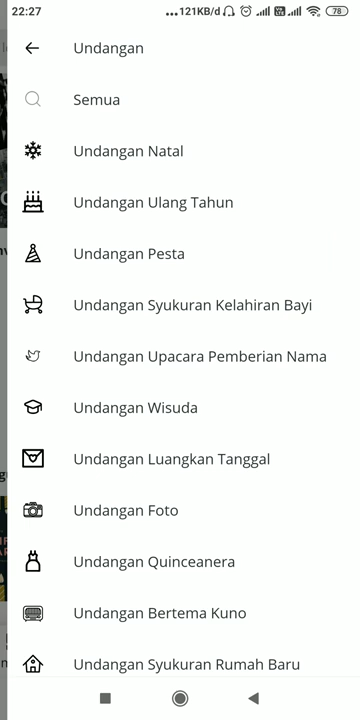 22:27 ...121KB/d 78
Undangan
Semua
Undangan Natal
Undangan Ulang Tahun
Undangan Pesta
Undangan Syukuran Kelahiran Bayi
Undangan Upacara Pemberian Nama
Undangan Wisuda
Undangan Luangkan Tanggal
Undangan Foto
Undangan Quinceanera
Undangan Bertema Kuno
Undangan Syukuran Rumah Baru